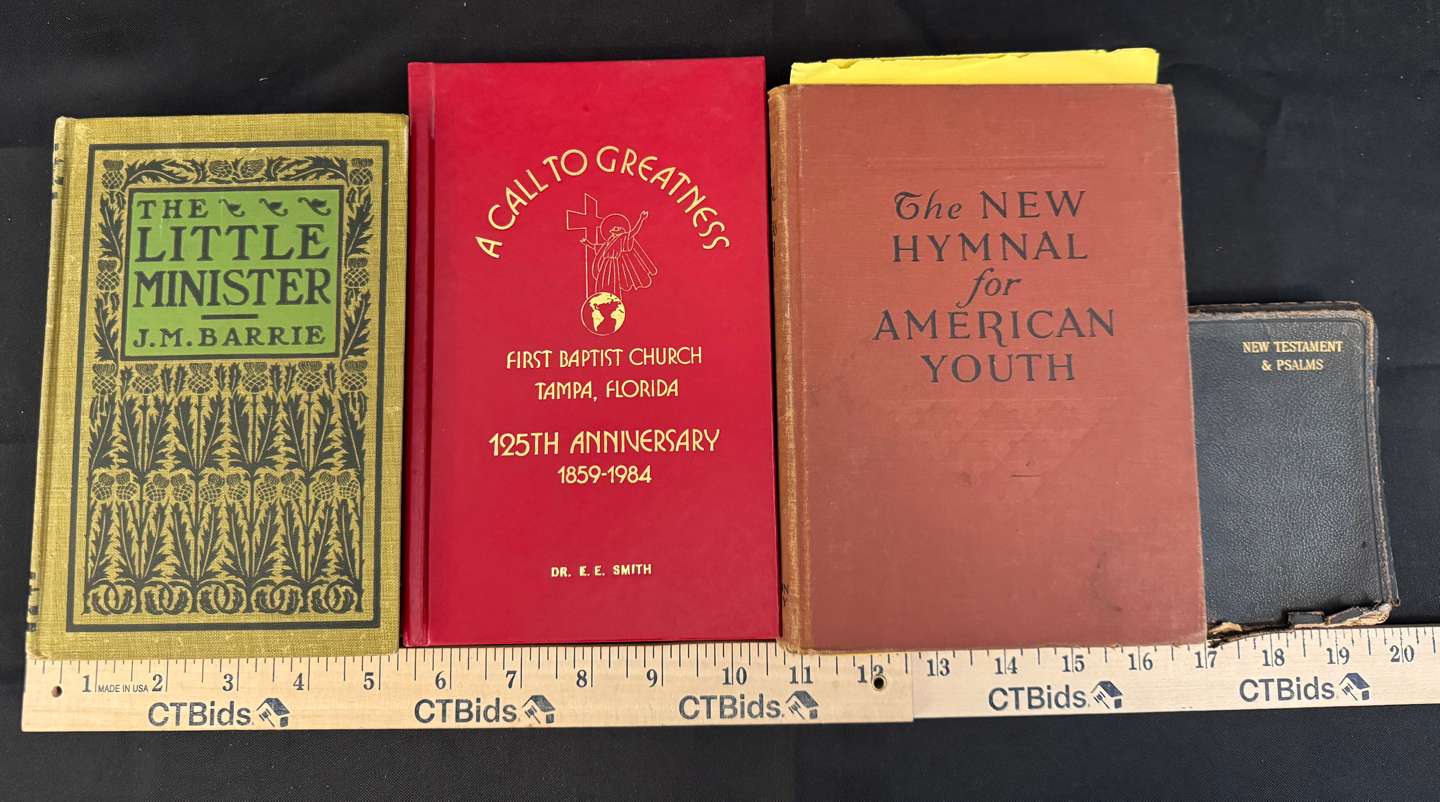 THE
LITTLE
MINISTER
J.M. BARRIE
A CALL TO GREATNESS
FIRST BAPTIST CHURCH
TAMPA, FLORIDA
125TH ANNIVERSARY
1859-1984
DR. E. E. SMITH
The NEW
HYMNAL
for
AMERICAN
YOUTH
NEW TESTAMENT
& PSALMS
1 MADE IN USA 2 3 4 5 6 7 8 9 10 11 12 13 14 15 16 17 18 19 20
CTBids CTBids CTBids CTBids CTBids